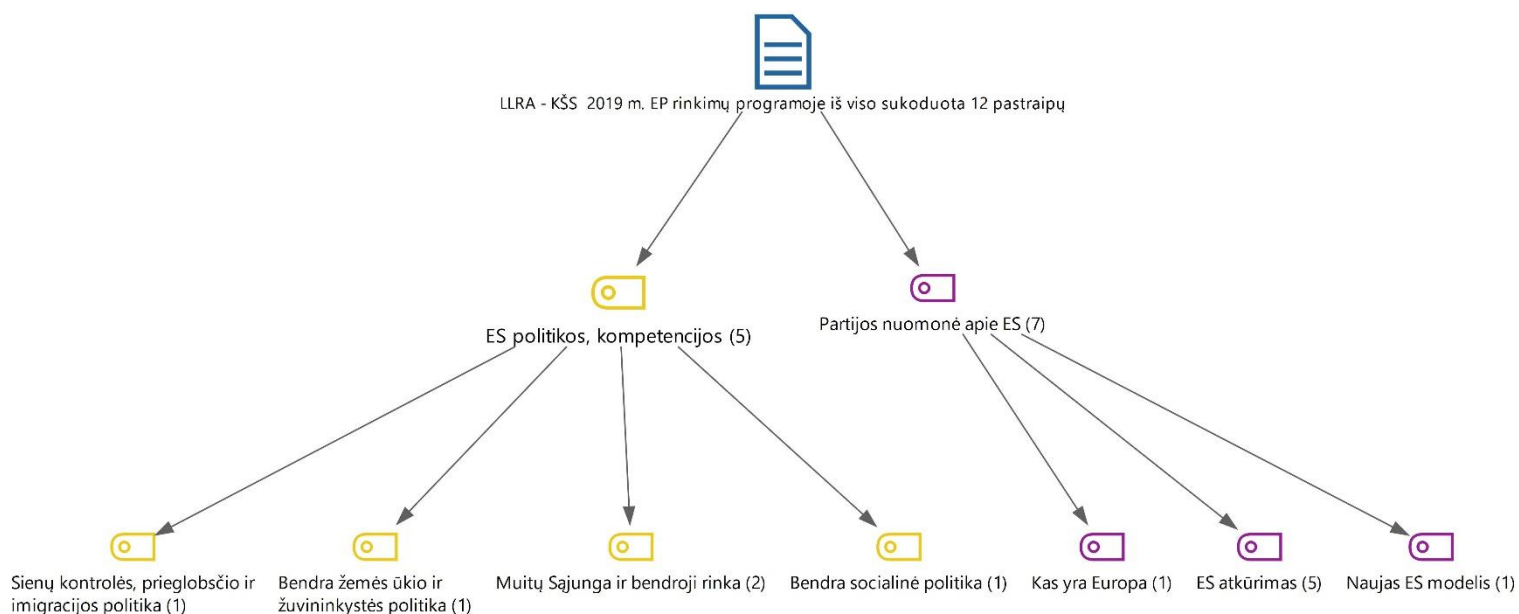 LLRA - KŠS 2019 m. EP rinkimų programoje iš viso sukoduota 12 pastraipų
ES politikos, kompetencijos (5)
Partijos nuomonė apie ES (7)
Sienų kontrolės, prieglobsčio ir
imigracijos politika (1)
Bendra žemės ūkio ir
žuvininkystės politika (1)
Muitų Sąjunga ir bendroji rinka (2)
Bendra socialinė politika (1)
Kas yra Europa (1)
ES atkūrimas (5)
Naujas ES modelis (1)